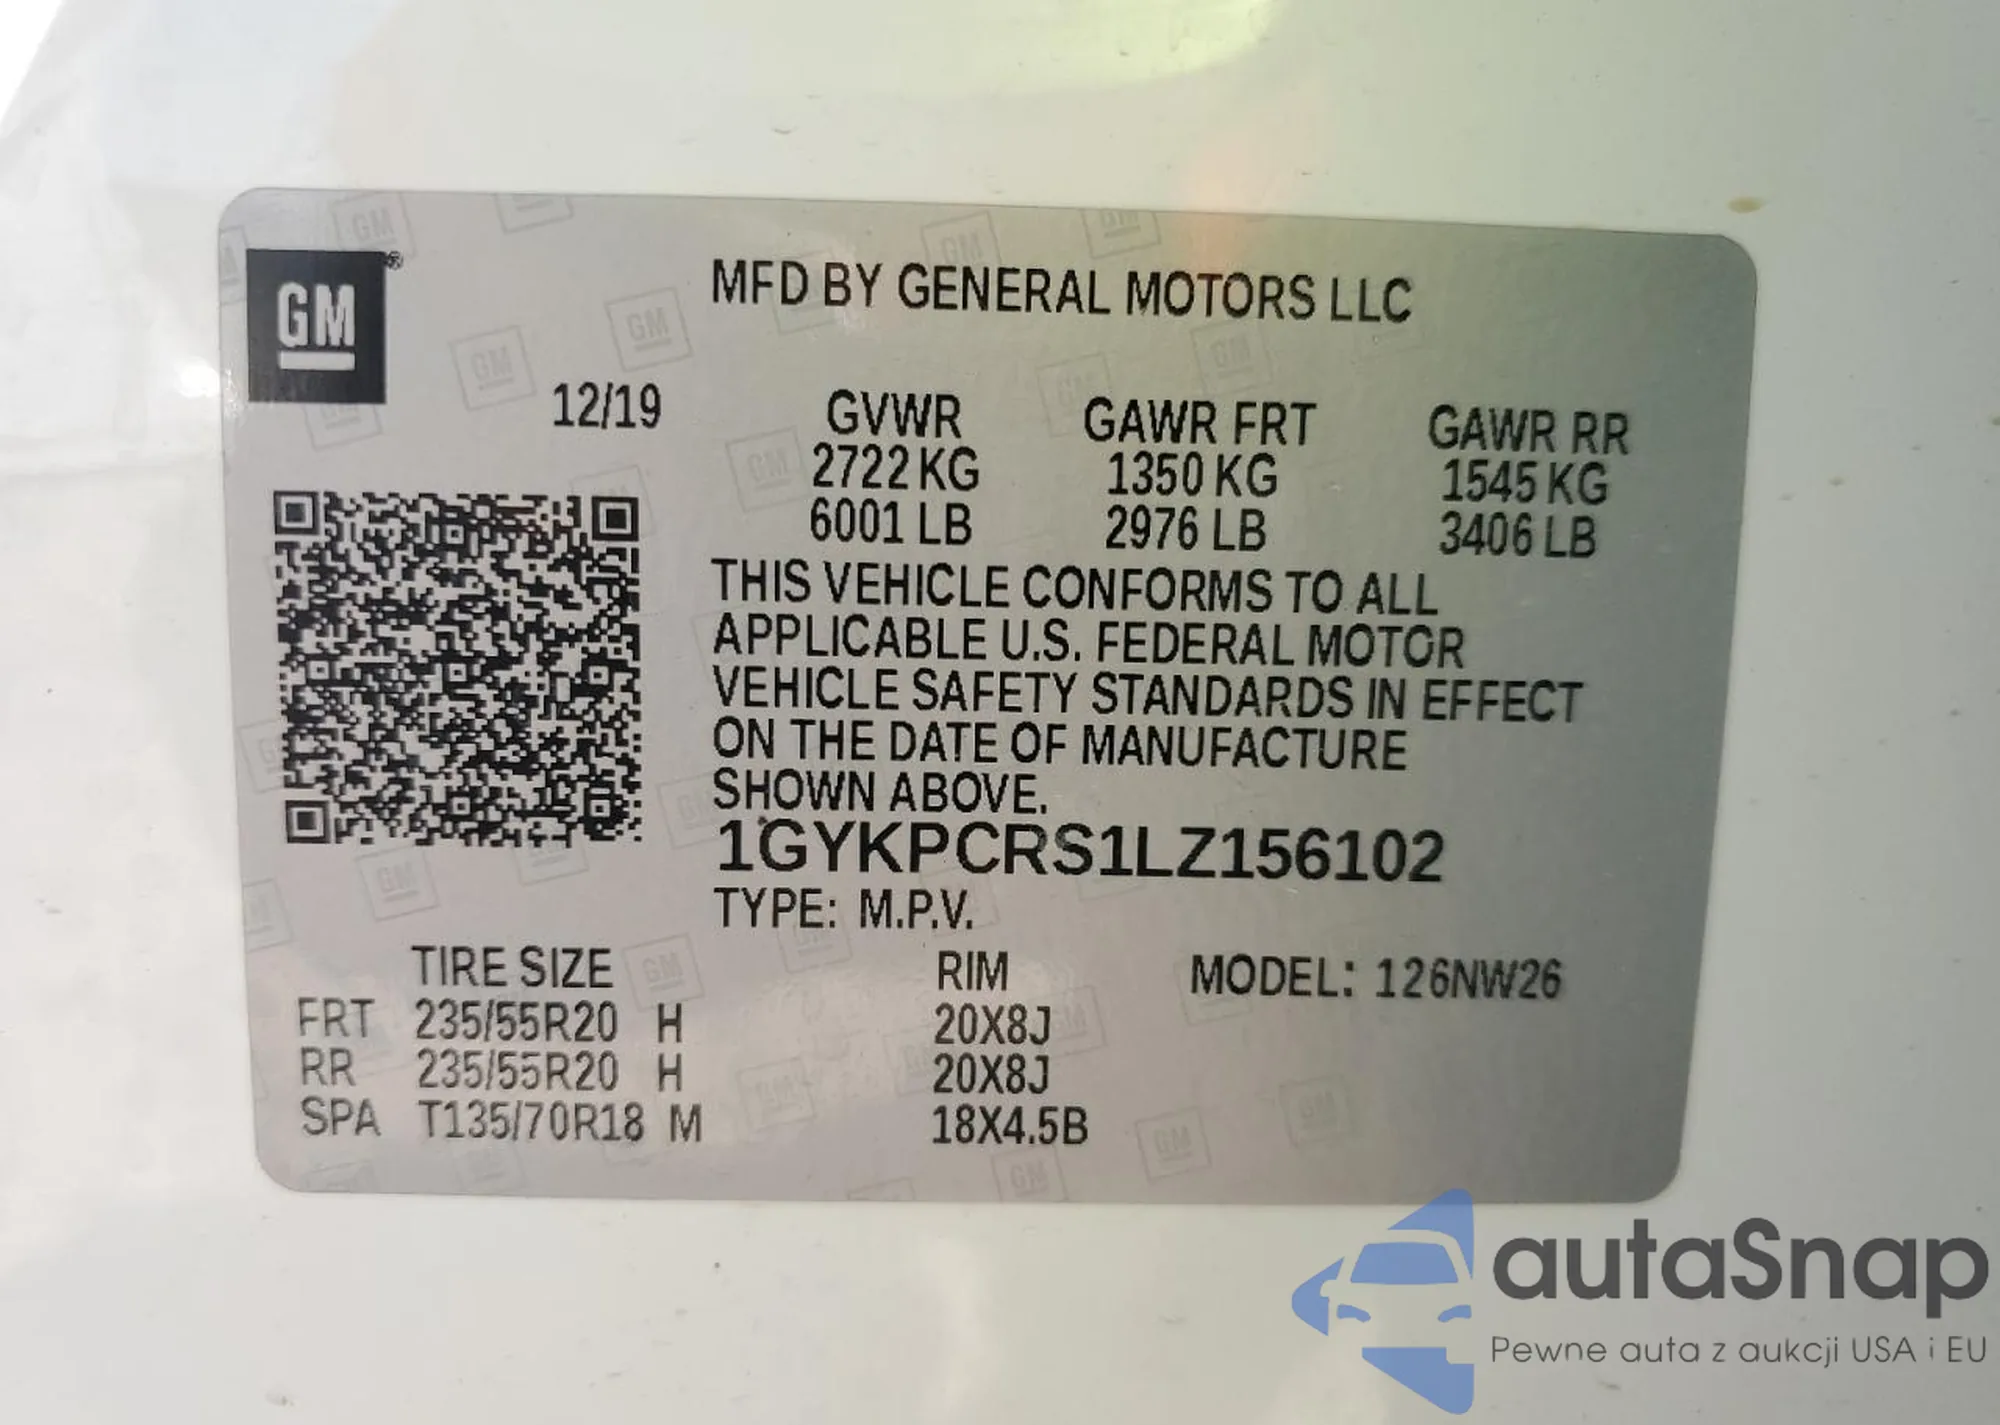 GM
MFD BY GENERAL MOTORS LLC
12/19
GVWR GAWR FRT GAWR RR
2722 KG 1350 KG 1545 KG
6001 LB 2976 LB 3406 LB
THIS VEHICLE CONFORMS TO ALL
APPLICABLE U.S. FEDERAL MOTOR
VEHICLE SAFETY STANDARDS IN EFFECT
ON THE DATE OF MANUFACTURE
SHOWN ABOVE.
1GYKPCRS1LZ156102
TYPE: M.P.V.
TIRE SIZE RIM MODEL: 126NW26
FRT 235/55R20 H 20X8J
RR 235/55R20 H 20X8J
SPA T135/70R18 M 18X4.5B
autaSnap
Pewne auta z aukcji USA i EU